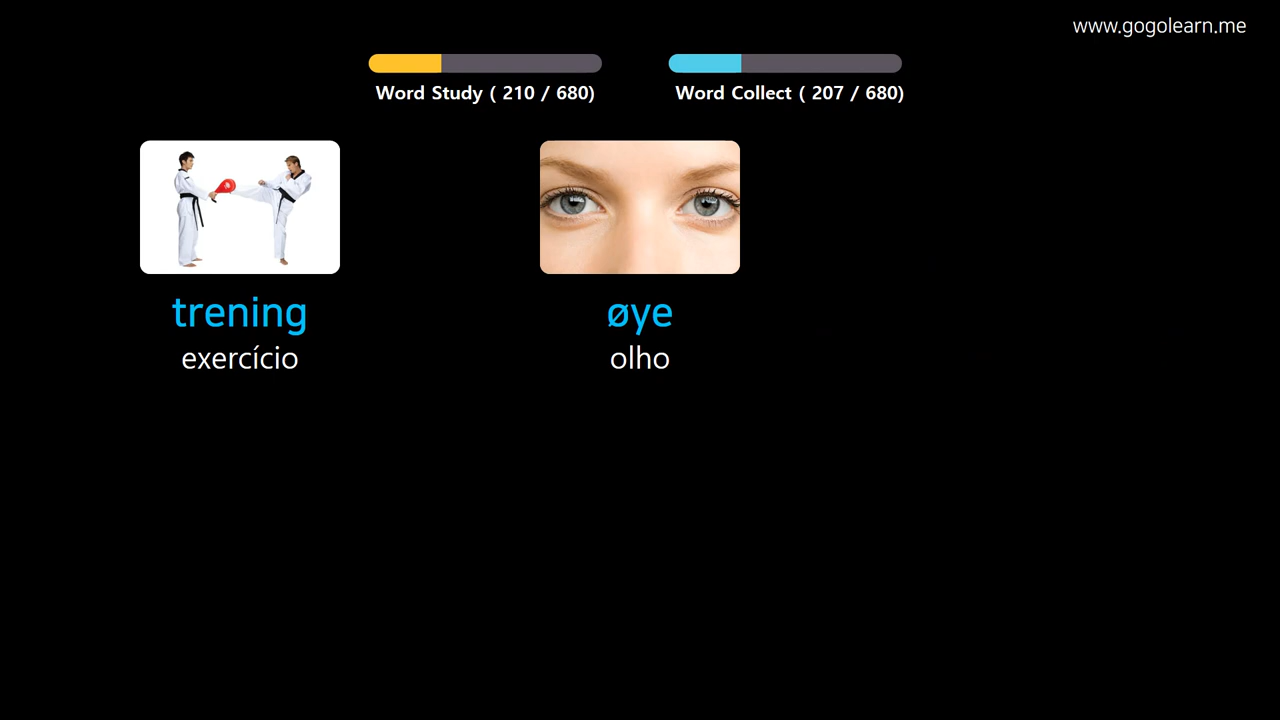 www.gogolearn.me
Word Study ( 210 / 680)
Word Collect ( 207 / 680)
trening
exercício
øye
olho